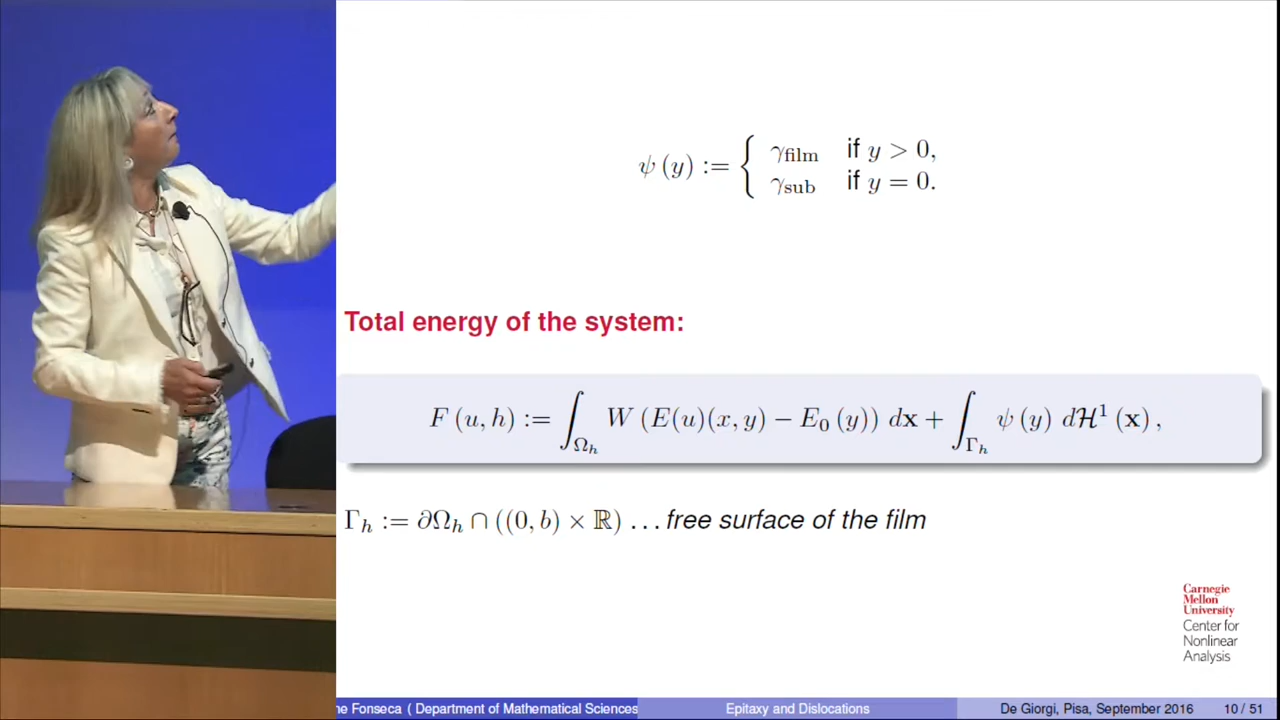 ψ (y) := { γfilm if y > 0,
γsub if y = 0.
Total energy of the system:
F (u, h) := ∫Ωh W (E(u)(x, y) − E0 (y)) dx + ∫Γh ψ (y) dH¹ (x) ,
Γh := ∂Ωh ∩ ((0, b) × ℝ) . . . free surface of the film
Carnegie
Mellon
University
Center for
Nonlinear
Analysis
ne Fonseca ( Department of Mathematical Sciences Epitaxy and Dislocations De Giorgi, Pisa, September 2016 10 / 51